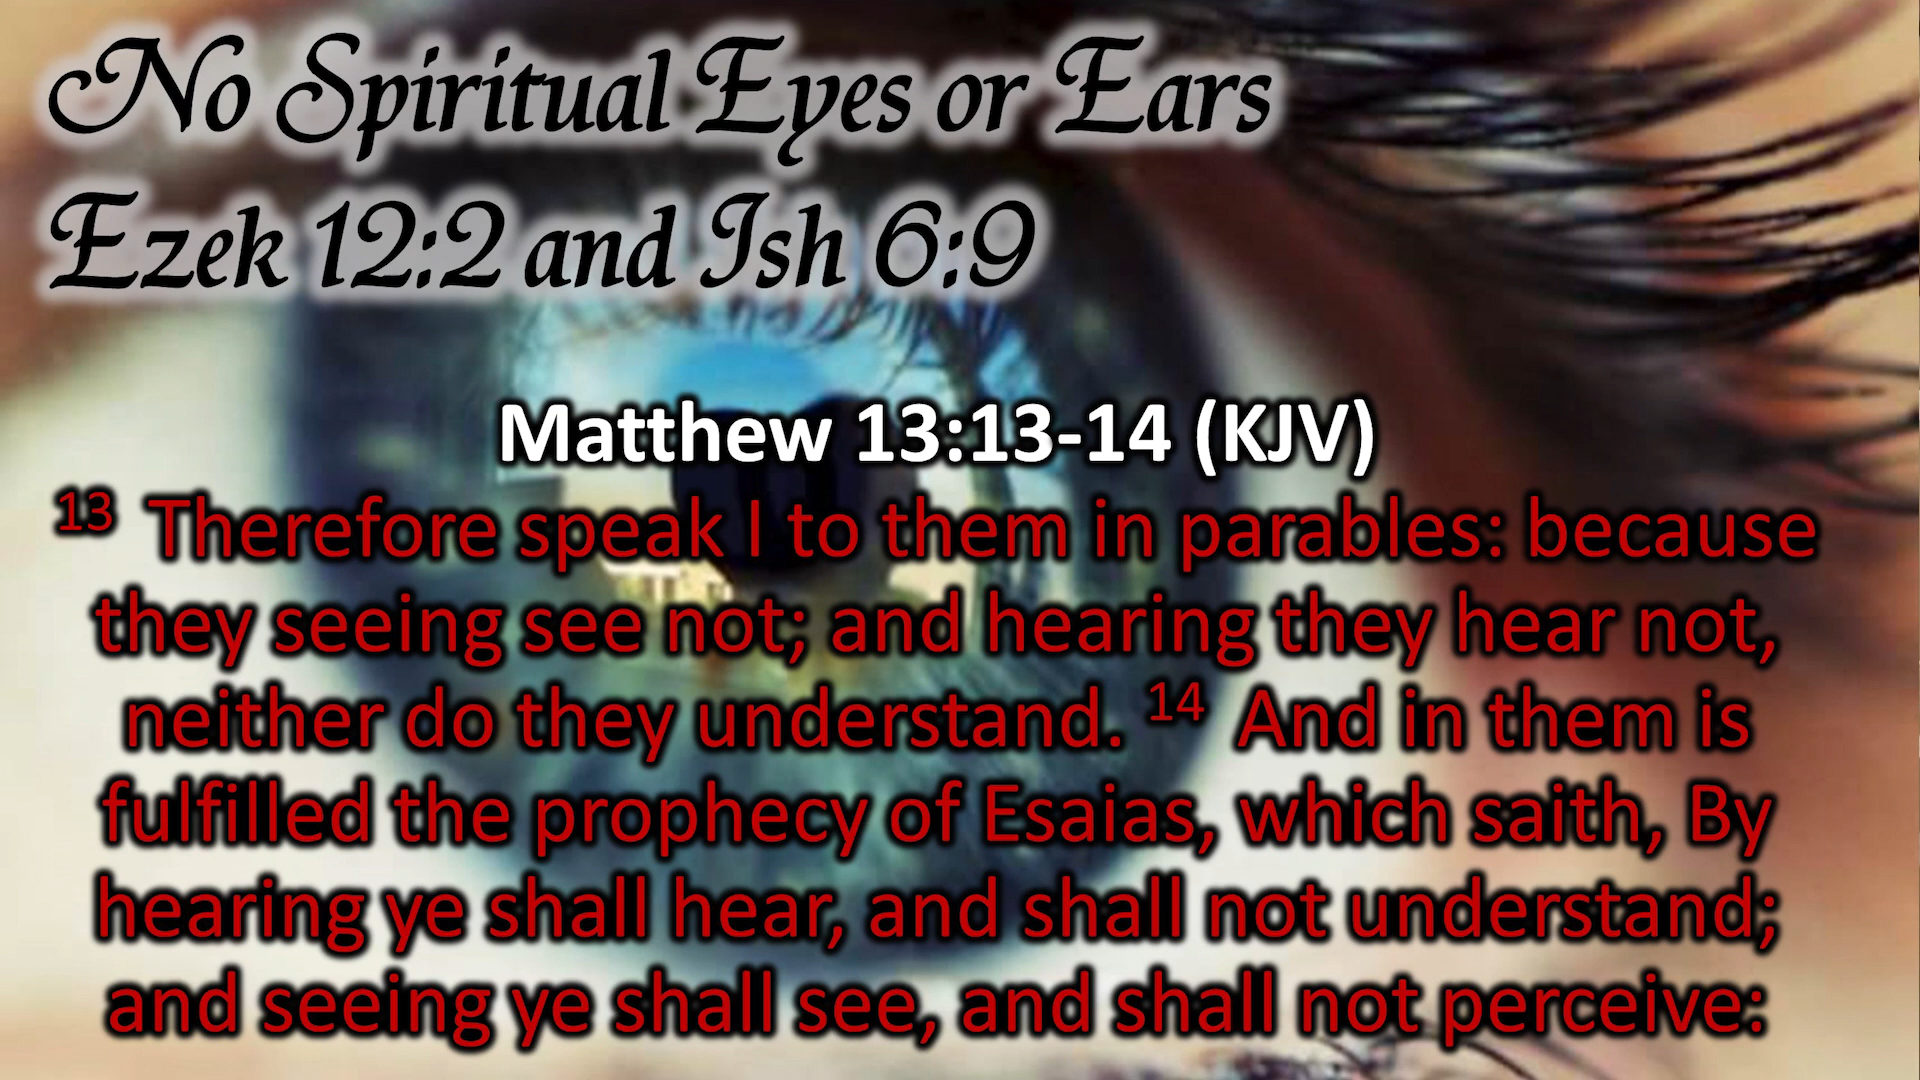 No Spiritual Eyes or Ears
Ezek 12:2 and Ish 6:9
Matthew 13:13-14 (KJV)
13 Therefore speak I to them in parables: because
they seeing see not; and hearing they hear not,
neither do they understand. 14 And in them is
fulfilled the prophecy of Esaias, which saith, By
hearing ye shall hear, and shall not understand;
and seeing ye shall see, and shall not perceive: